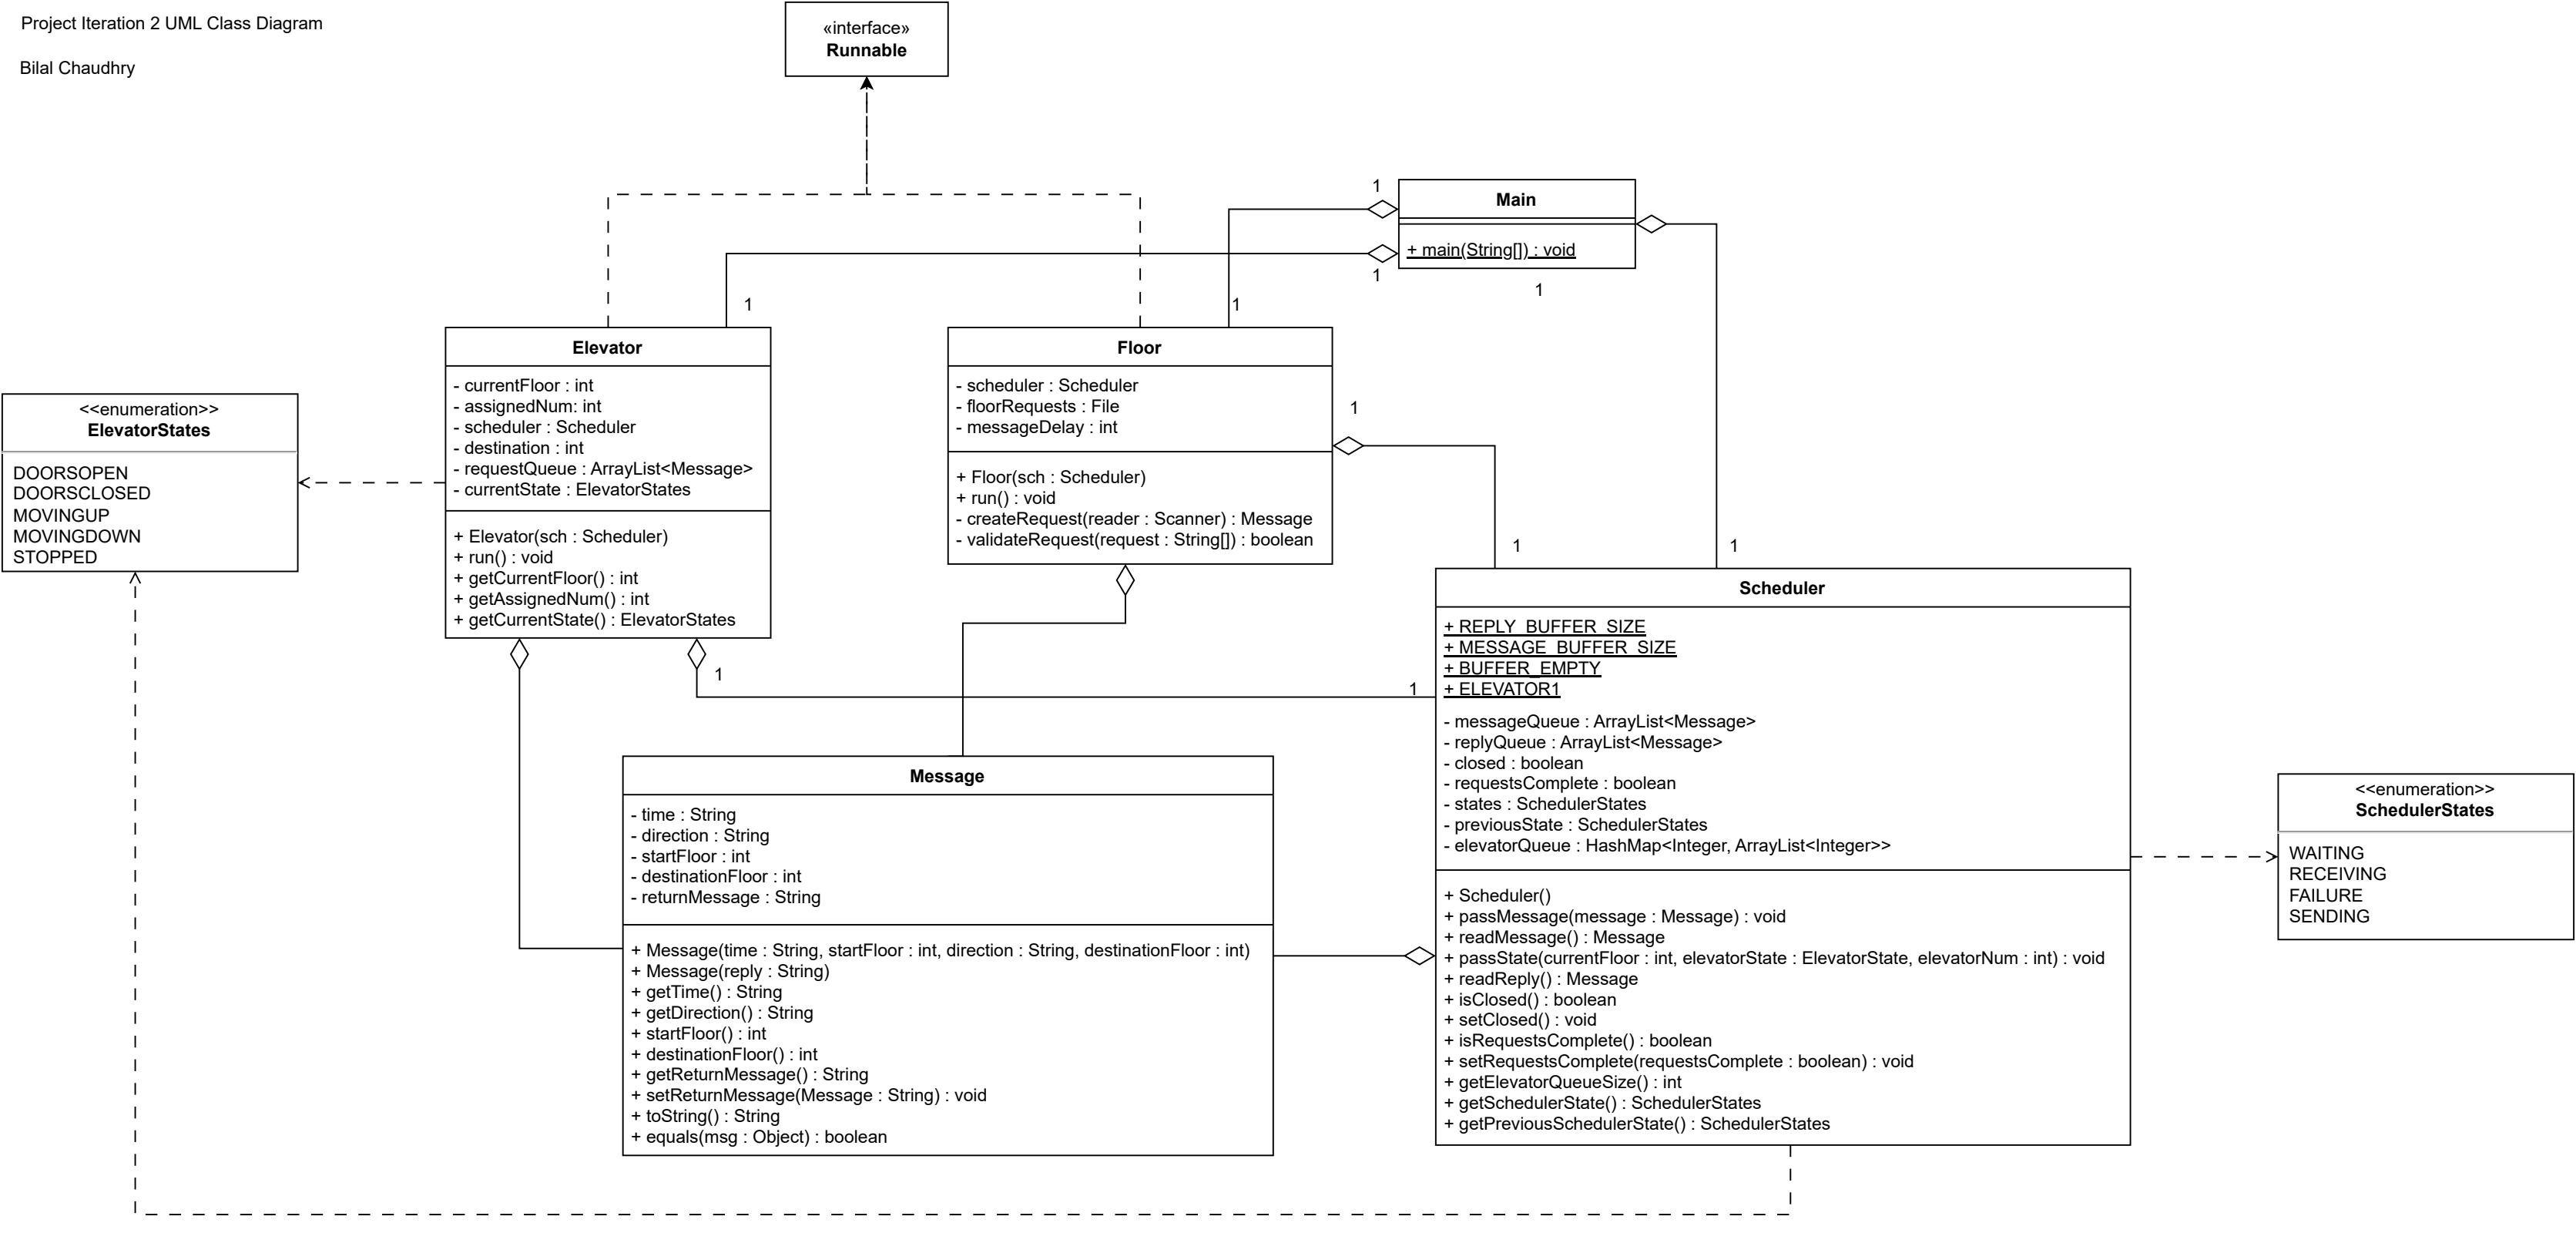 Project Iteration 2 UML Class Diagram
Bilal Chaudhry
«interface»
Runnable
Main
+ main(String[]) : void
1
1
1
1
1
Elevator
- currentFloor : int
- assignedNum: int
- scheduler : Scheduler
- destination : int
- requestQueue : ArrayList<Message>
- currentState : ElevatorStates
+ Elevator(sch : Scheduler)
+ run() : void
+ getCurrentFloor() : int
+ getAssignedNum() : int
+ getCurrentState() : ElevatorStates
Floor
- scheduler : Scheduler
- floorRequests : File
- messageDelay : int
+ Floor(sch : Scheduler)
+ run() : void
- createRequest(reader : Scanner) : Message
- validateRequest(request : String[]) : boolean
<<enumeration>>
ElevatorStates
DOORSOPEN
DOORSCLOSED
MOVINGUP
MOVINGDOWN
STOPPED
1
1
1
1
1
Scheduler
+ REPLY_BUFFER_SIZE
+ MESSAGE_BUFFER_SIZE
+ BUFFER_EMPTY
+ ELEVATOR1
- messageQueue : ArrayList<Message>
- replyQueue : ArrayList<Message>
- closed : boolean
- requestsComplete : boolean
- states : SchedulerStates
- previousState : SchedulerStates
- elevatorQueue : HashMap<Integer, ArrayList<Integer>>
+ Scheduler()
+ passMessage(message : Message) : void
+ readMessage() : Message
+ passState(currentFloor : int, elevatorState : ElevatorState, elevatorNum : int) : void
+ readReply() : Message
+ isClosed() : boolean
+ setClosed() : void
+ isRequestsComplete() : boolean
+ setRequestsComplete(requestsComplete : boolean) : void
+ getElevatorQueueSize() : int
+ getSchedulerState() : SchedulerStates
+ getPreviousSchedulerState() : SchedulerStates
Message
- time : String
- direction : String
- startFloor : int
- destinationFloor : int
- returnMessage : String
+ Message(time : String, startFloor : int, direction : String, destinationFloor : int)
+ Message(reply : String)
+ getTime() : String
+ getDirection() : String
+ startFloor() : int
+ destinationFloor() : int
+ getReturnMessage() : String
+ setReturnMessage(Message : String) : void
+ toString() : String
+ equals(msg : Object) : boolean
<<enumeration>>
SchedulerStates
WAITING
RECEIVING
FAILURE
SENDING